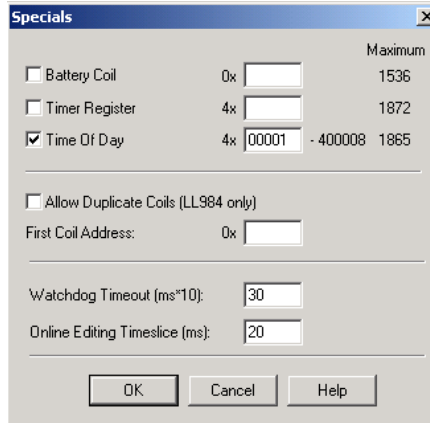 Specials
Maximum
Battery Coil 0x 1536
Timer Register 4x 1872
Time Of Day 4x 00001 - 400008 1865
Allow Duplicate Coils (LL984 only)
First Coil Address: 0x
Watchdog Timeout (ms*10): 30
Online Editing Timeslice (ms): 20
OK Cancel Help